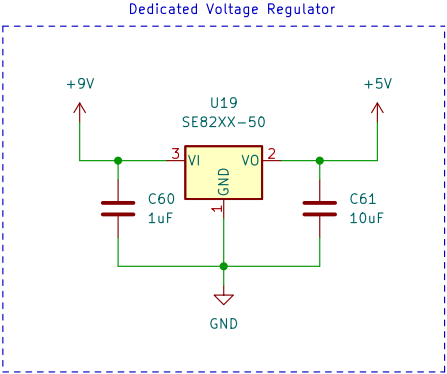 Dedicated Voltage Regulator
+9V
+5V
U19
SE82XX-50
3
VI
VO
2
GND
1
C60
1uF
C61
10uF
GND